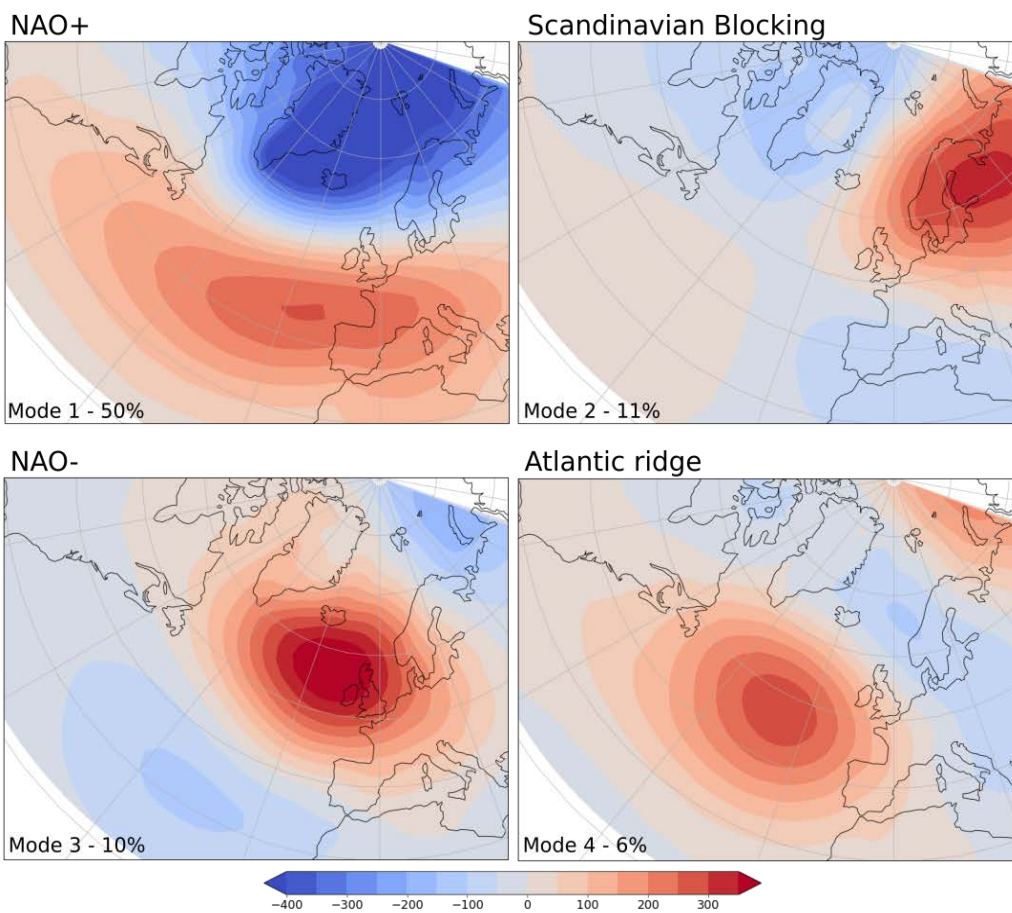 NAO+
Scandinavian Blocking
Mode 1 - 50%
Mode 2 - 11%
NAO-
Atlantic ridge
Mode 3 - 10%
Mode 4 - 6%
−400 −300 −200 −100 0 100 200 300